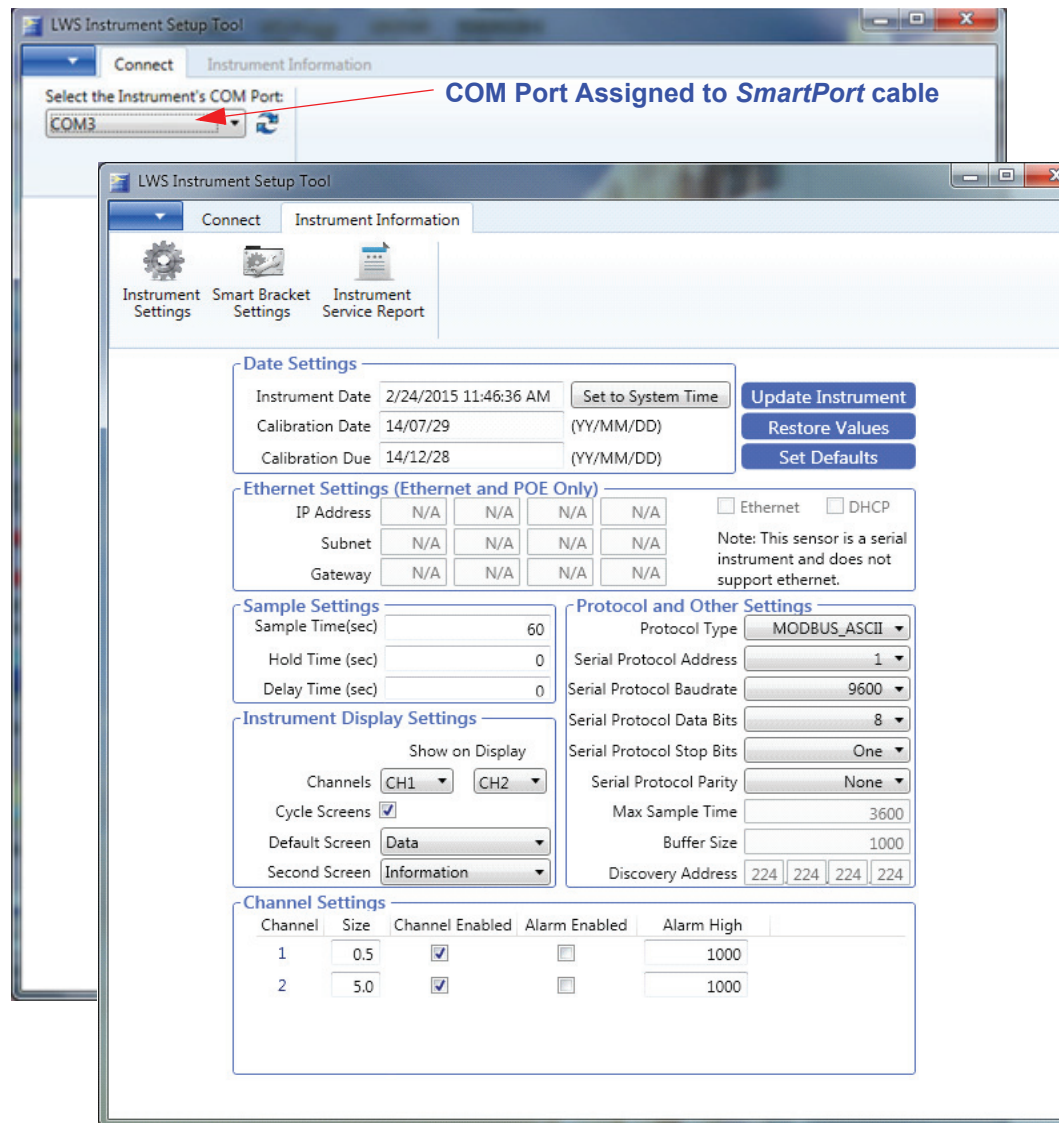 LWS Instrument Setup Tool
Connect Instrument Information
Select the Instrument's COM Port:
COM3
COM Port Assigned to SmartPort cable
LWS Instrument Setup Tool
Connect Instrument Information
Instrument Settings
Smart Bracket Settings
Instrument Service Report
Date Settings
Instrument Date 2/24/2015 11:46:36 AM Set to System Time
Calibration Date 14/07/29 (YY/MM/DD)
Calibration Due 14/12/28 (YY/MM/DD)
Update Instrument
Restore Values
Set Defaults
Ethernet Settings (Ethernet and POE Only)
IP Address N/A N/A N/A N/A
Subnet N/A N/A N/A N/A
Gateway N/A N/A N/A N/A
Ethernet DHCP
Note: This sensor is a serial
instrument and does not
support ethernet.
Sample Settings
Sample Time(sec) 60
Hold Time (sec) 0
Delay Time (sec) 0
Instrument Display Settings
Show on Display
Channels CH1 CH2
Cycle Screens
Default Screen Data
Second Screen Information
Protocol and Other Settings
Protocol Type MODBUS_ASCII
Serial Protocol Address 1
Serial Protocol Baudrate 9600
Serial Protocol Data Bits 8
Serial Protocol Stop Bits One
Serial Protocol Parity None
Max Sample Time 3600
Buffer Size 1000
Discovery Address 224 224 224 224
Channel Settings
Channel Size Channel Enabled Alarm Enabled Alarm High
1 0.5 1000
2 5.0 1000